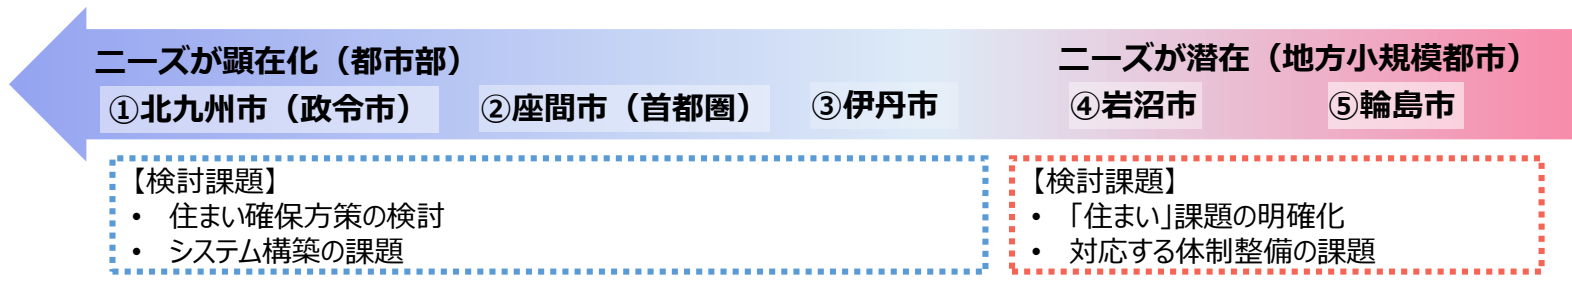 ニーズが顕在化（都市部）
ニーズが潜在（地方小規模都市）
①北九州市（政令市）
②座間市（首都圏）
③伊丹市
④岩沼市
⑤輪島市
【検討課題】
• 住まい確保方策の検討
• システム構築の課題
【検討課題】
• 「住まい」課題の明確化
• 対応する体制整備の課題